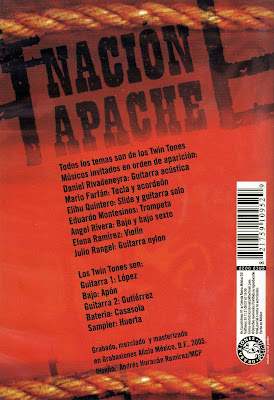 NACION
APACHE
Todos los temas son de los Twin Tones
Músicos invitados en orden de aparición:
Daniel Rivadeneyra: Guitarra acústica
Mario Farfán: Tecla y acordeón
Elihu Quintero: Slide y guitarra solo
Eduardo Montesinos: Trompeta
Angel Rivera: Bajo y bajo sexto
Elena Ramírez: Violín
Julio Rangel: Guitarra nylon
Los Twin Tones son:
Guitarra 1: López
Bajo: Apón
Guitarra 2: Gutiérrez
Batería: Casasola
Sampler: Huerta
Grabado, mezclado y masterizado
en Grabaxiones Alicia México, D.F., 2005.
Diseño: Andrés Huracán Ramírez/MCP